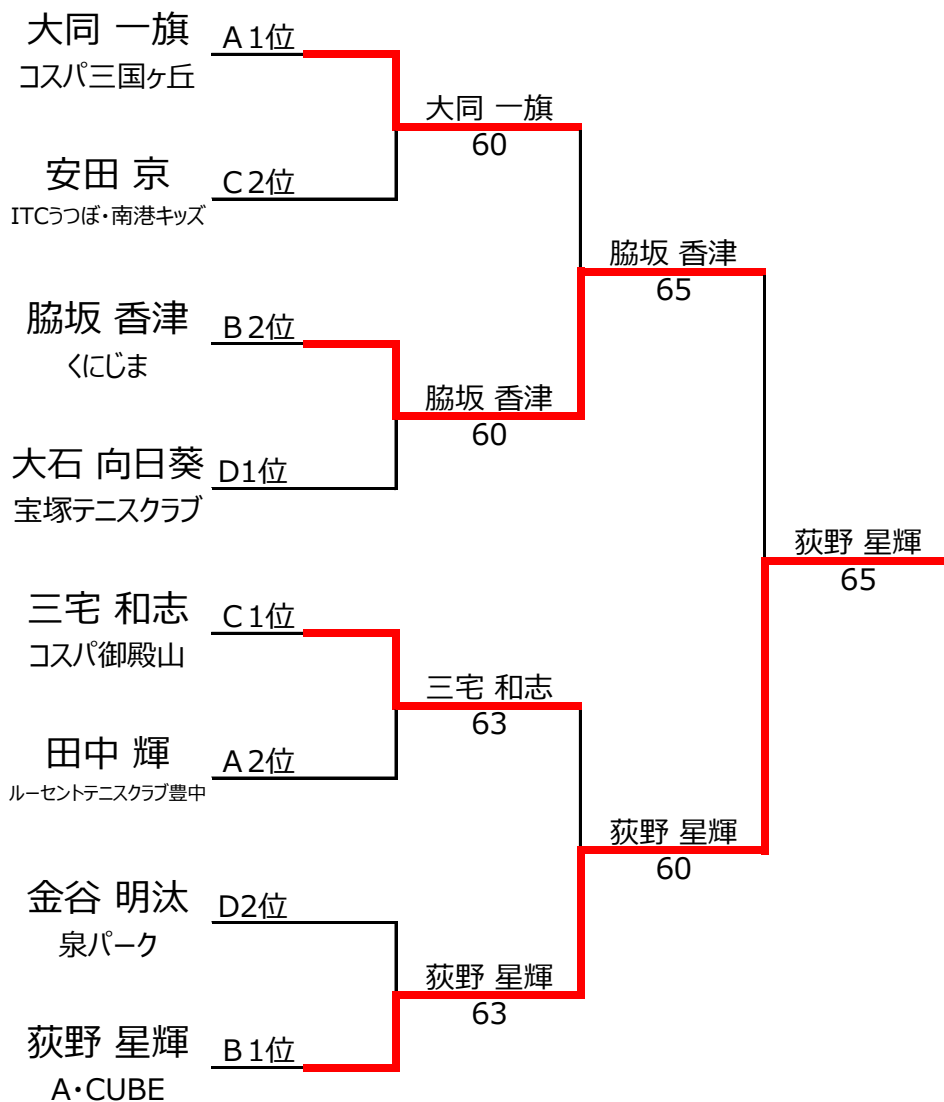 大同 一旗
A1位
コスパ三国ヶ丘
大同 一旗
60
安田 京
C2位
ITCうつぼ・南港キッズ
脇坂 香津
65
脇坂 香津
B2位
くにじま
脇坂 香津
60
大石 向日葵
D1位
宝塚テニスクラブ
荻野 星輝
65
三宅 和志
C1位
コスパ御殿山
三宅 和志
63
田中 輝
A2位
ルーセントテニスクラブ豊中
荻野 星輝
60
金谷 明汰
D2位
泉パーク
荻野 星輝
63
荻野 星輝
B1位
A・CUBE